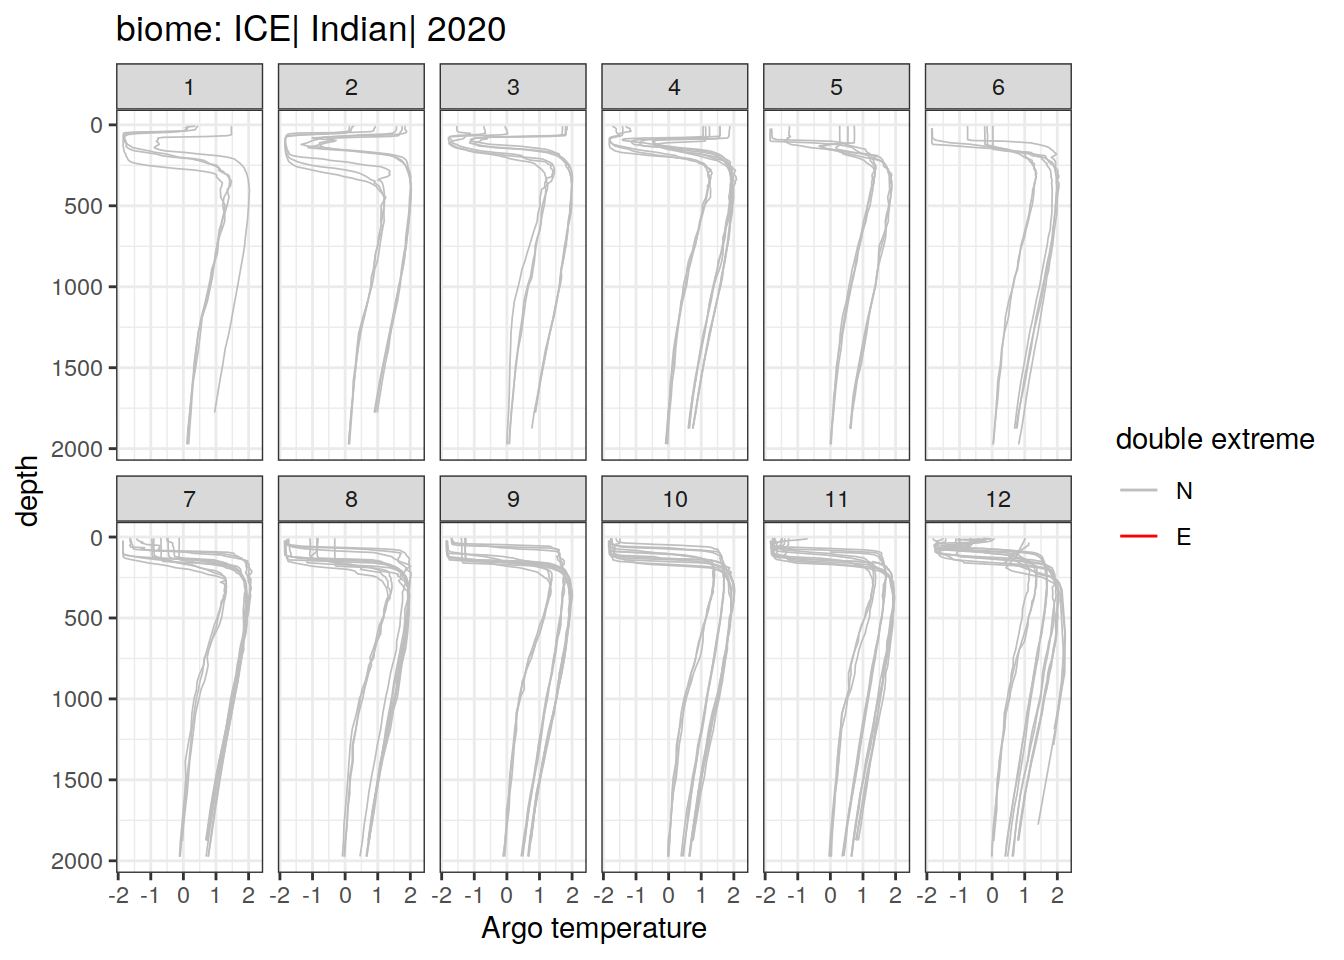 biome: ICE| Indian| 2020
1 2 3 4 5 6
0
500
1000
1500
2000
7 8 9 10 11 12
0
500
1000
1500
2000
-2 -1 0 1 2 -2 -1 0 1 2 -2 -1 0 1 2 -2 -1 0 1 2 -2 -1 0 1 2 -2 -1 0 1 2
Argo temperature
depth
double extreme
N
E